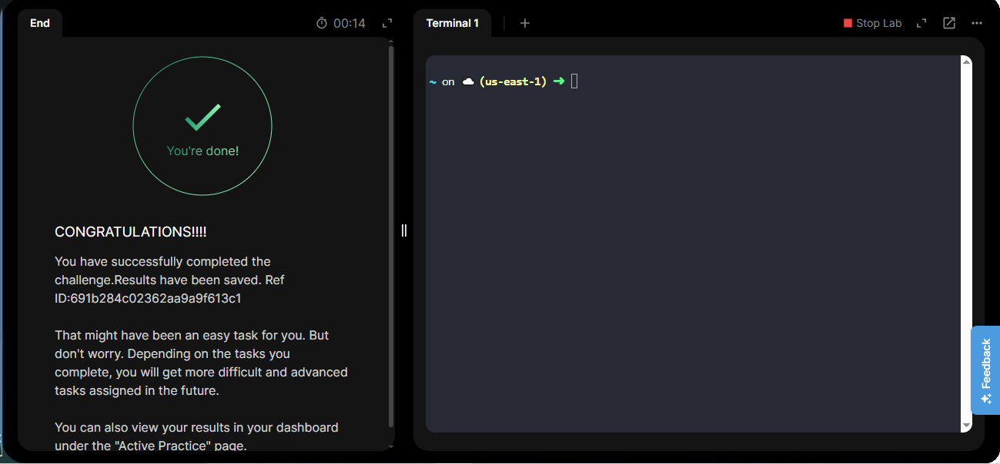 End
00:14
Terminal 1
+
Stop Lab
You're done!
CONGRATULATIONS!!!!
You have successfully completed the
challenge.Results have been saved. Ref
ID:691b284c02362aa9a9f613c1
That might have been an easy task for you. But
don't worry. Depending on the tasks you
complete, you will get more difficult and advanced
tasks assigned in the future.
You can also view your results in your dashboard
under the "Active Practice" page.
~ on ☁ (us-east-1) ➜
Feedback